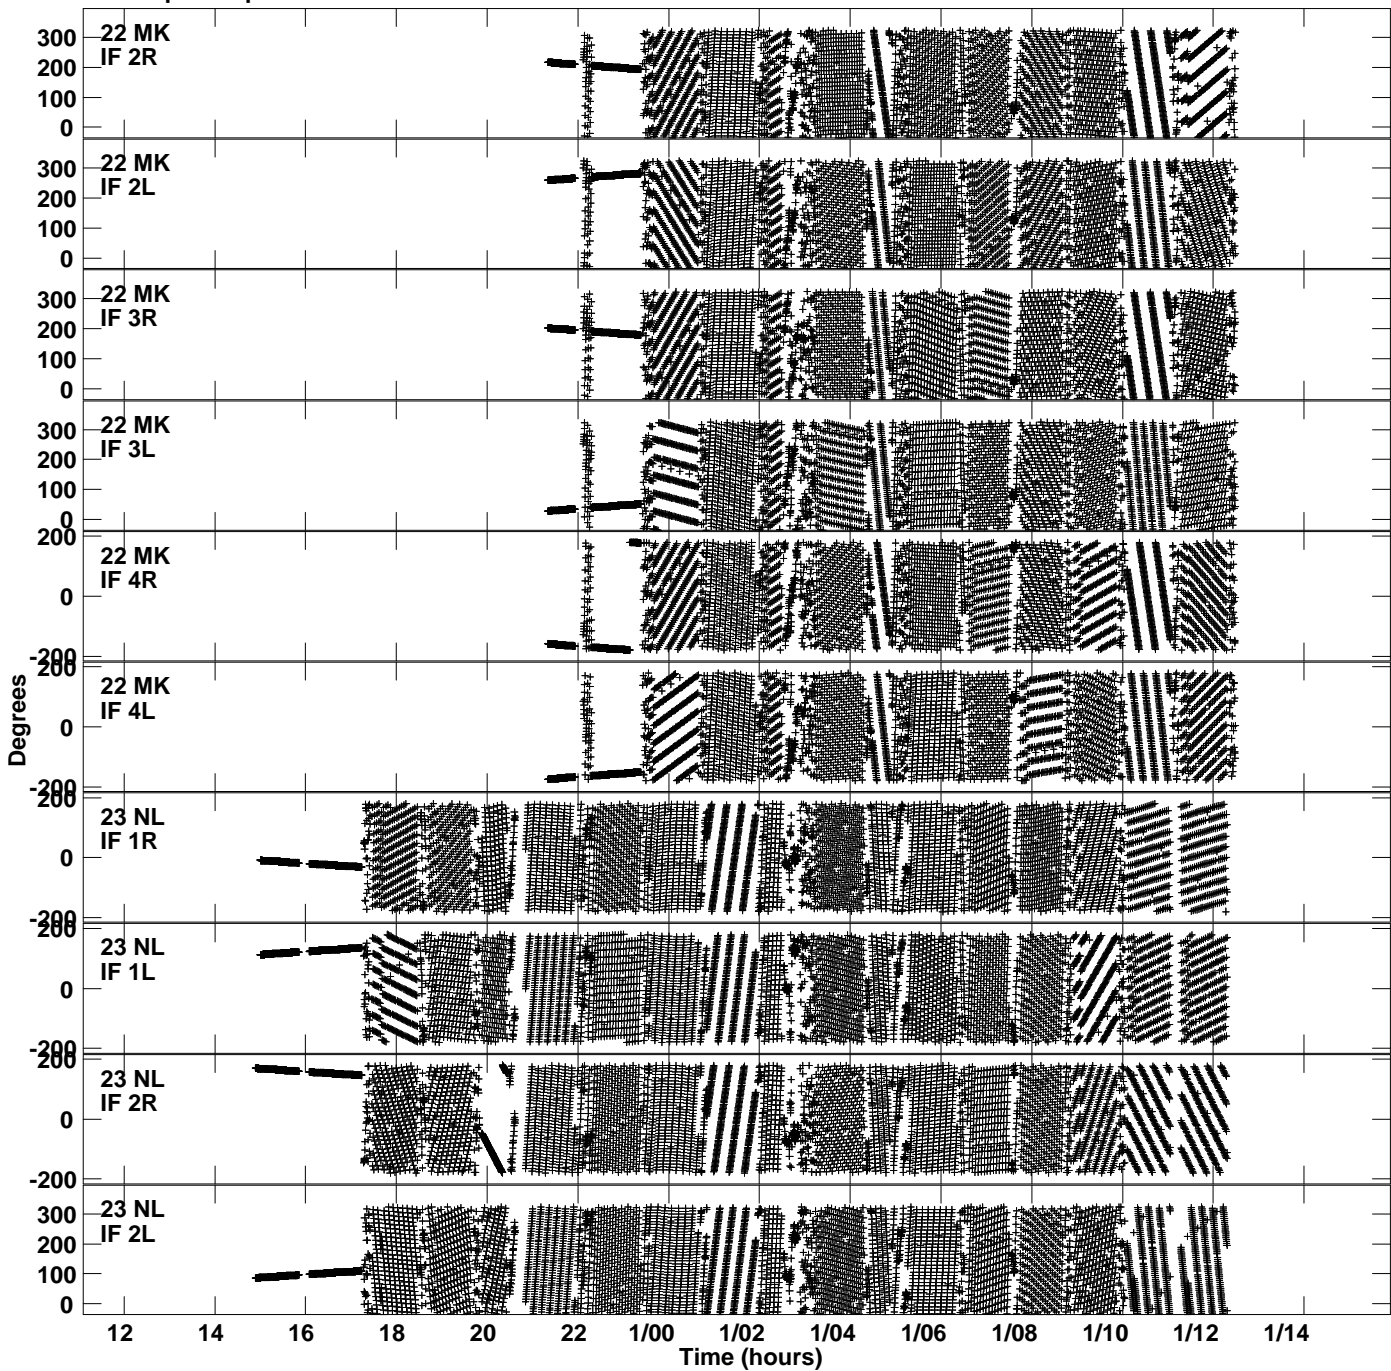 22 MK
IF 2R
300
200
100
0
22 MK
IF 2L
300
200
100
0
22 MK
IF 3R
300
200
100
0
22 MK
IF 3L
300
200
100
0
22 MK
IF 4R
200
0
-200
22 MK
IF 4L
200
0
-200
23 NL
IF 1R
200
0
-200
23 NL
IF 1L
200
0
-200
23 NL
IF 2R
200
0
-200
23 NL
IF 2L
300
200
100
0
Degrees
12 14 16 18 20 22 1/00 1/02 1/04 1/06 1/08 1/10 1/12 1/14
Time (hours)